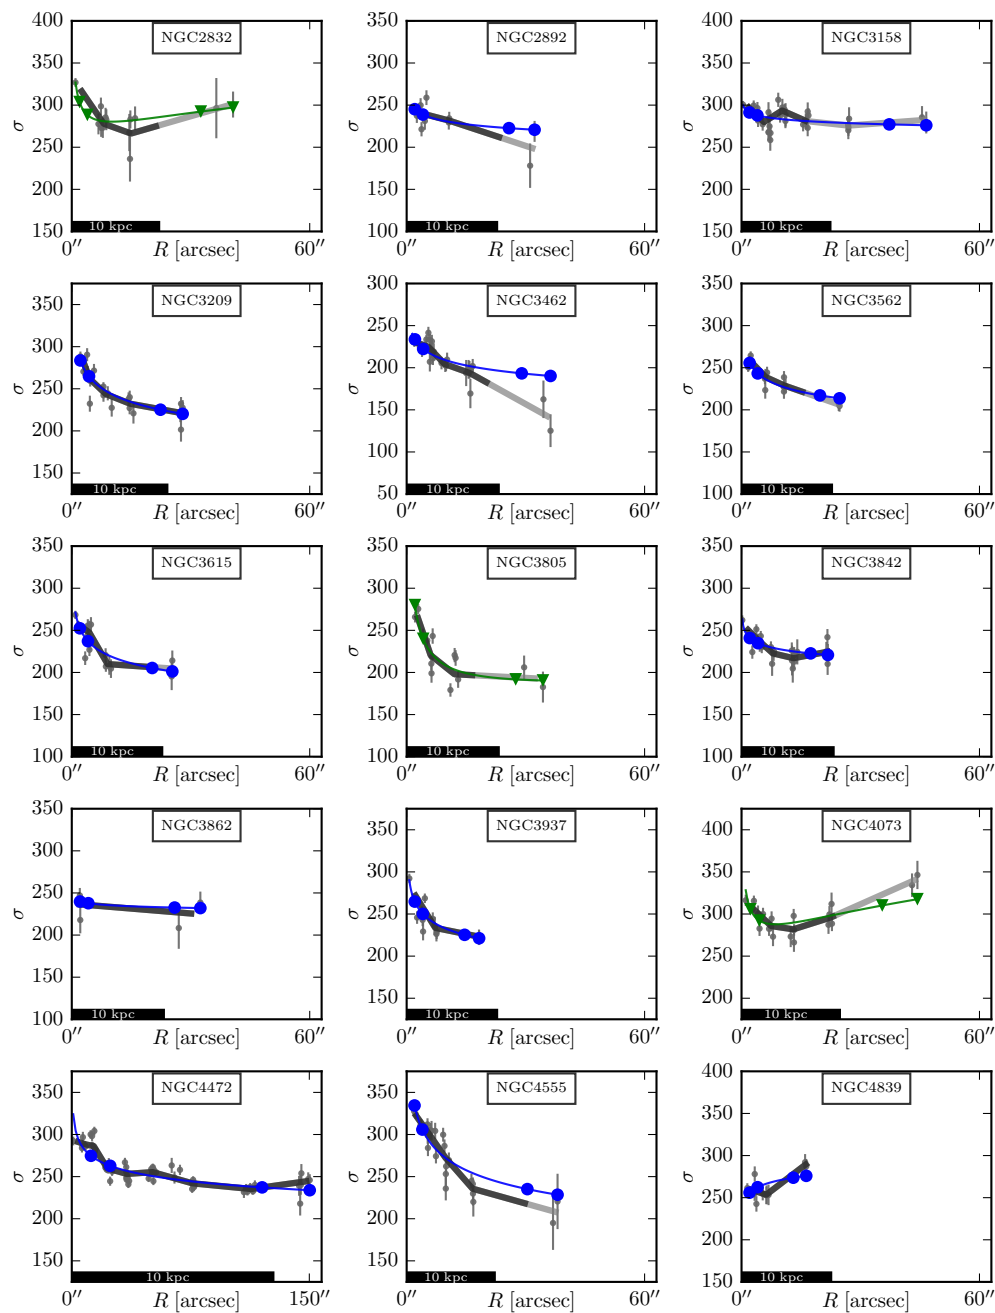 400
350
300
250
200
150
σ
NGC2832
10 kpc
0″
R [arcsec]
60″
350
300
250
200
150
100
σ
NGC2892
10 kpc
0″
R [arcsec]
60″
400
350
300
250
200
150
σ
NGC3158
10 kpc
0″
R [arcsec]
60″
350
300
250
200
150
σ
NGC3209
10 kpc
0″
R [arcsec]
60″
300
250
200
150
100
50
σ
NGC3462
10 kpc
0″
R [arcsec]
60″
350
300
250
200
150
100
σ
NGC3562
10 kpc
0″
R [arcsec]
60″
350
300
250
200
150
100
σ
NGC3615
10 kpc
0″
R [arcsec]
60″
350
300
250
200
150
100
σ
NGC3805
10 kpc
0″
R [arcsec]
60″
350
300
250
200
150
100
σ
NGC3842
10 kpc
0″
R [arcsec]
60″
350
300
250
200
150
100
σ
NGC3862
10 kpc
0″
R [arcsec]
60″
350
300
250
200
150
σ
NGC3937
10 kpc
0″
R [arcsec]
60″
400
350
300
250
200
σ
NGC4073
10 kpc
0″
R [arcsec]
60″
350
300
250
200
150
σ
NGC4472
10 kpc
0″
R [arcsec]
150″
350
300
250
200
150
σ
NGC4555
10 kpc
0″
R [arcsec]
60″
400
350
300
250
200
150
σ
NGC4839
10 kpc
0″
R [arcsec]
60″